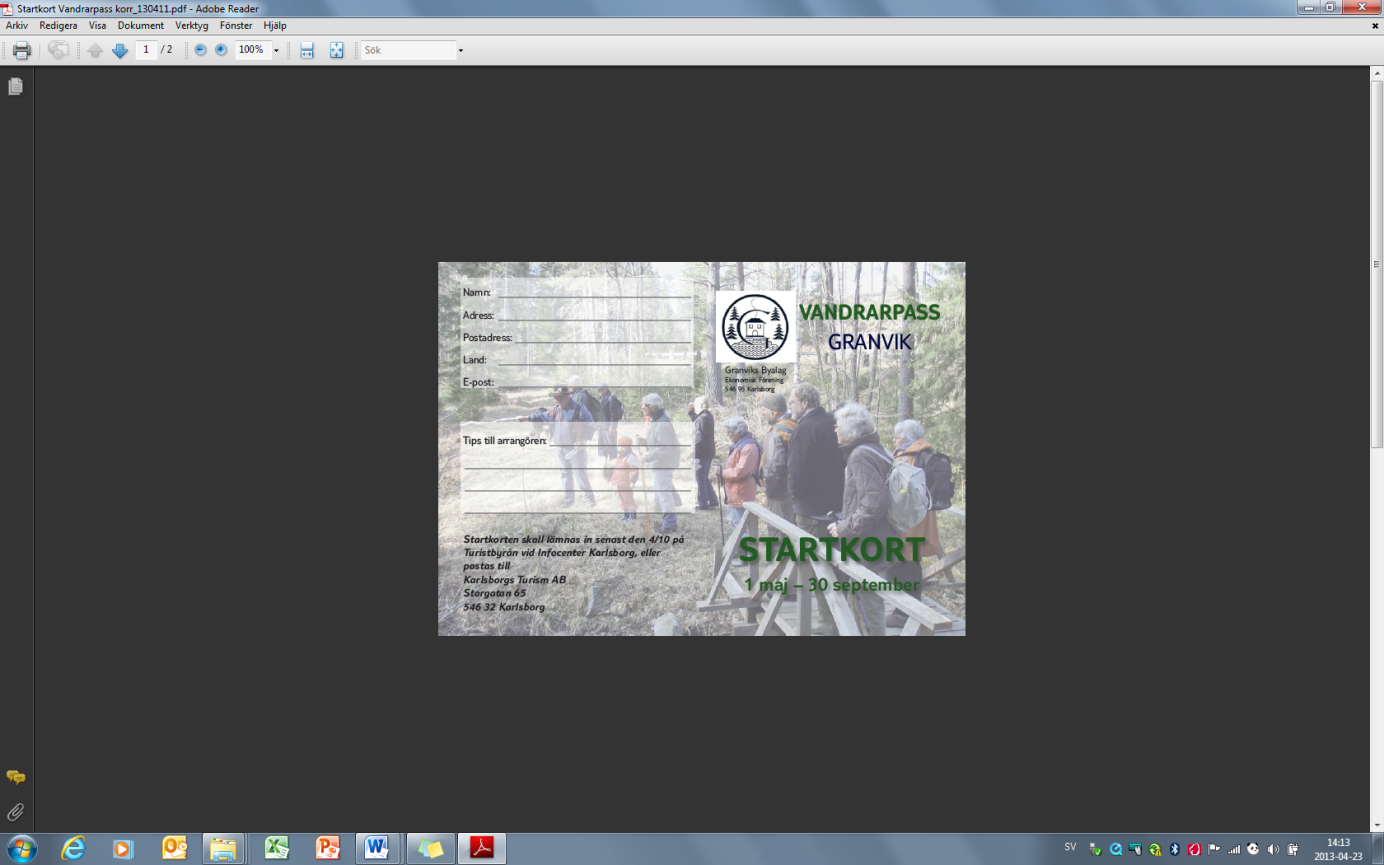 Startkort Vandrarpass korr_130411.pdf - Adobe Reader
Arkiv Redigera Visa Dokument Verktyg Fönster Hjälp
1 / 2 100% Sök
Namn:
Adress:
Postadress:
Land:
E-post:
Tips till arrangören:
Startkorten skall lämnas in senast den 4/10 på
Turistbyrån vid Infocenter Karlsborg, eller
postas till
Karlsborgs Turism AB
Storgatan 65
546 32 Karlsborg
VANDRARPASS
GRANVIK
Granviks Byalag
Ekonomisk Förening
546 95 Karlsborg
STARTKORT
1 maj – 30 september
SV
14:13
2013-04-23